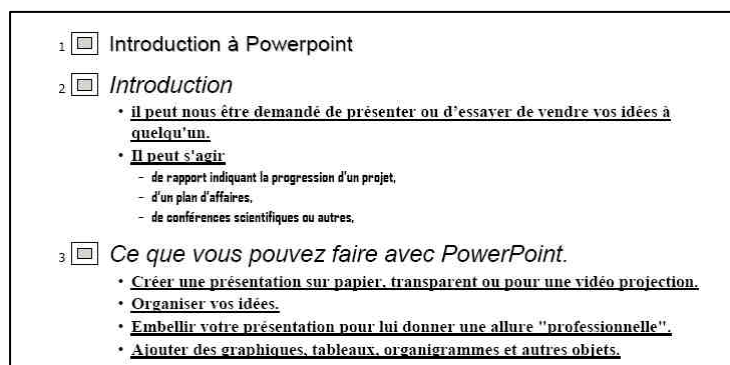 1 Introduction à Powerpoint
2 Introduction
• il peut nous être demandé de présenter ou d'essayer de vendre vos idées à
quelqu'un.
• Il peut s'agir
– de rapport indiquant la progression d'un projet,
– d'un plan d'affaires,
– de conférences scientifiques ou autres,
3 Ce que vous pouvez faire avec PowerPoint.
• Créer une présentation sur papier, transparent ou pour une vidéo projection.
• Organiser vos idées.
• Embellir votre présentation pour lui donner une allure "professionnelle".
• Ajouter des graphiques, tableaux, organigrammes et autres objets.